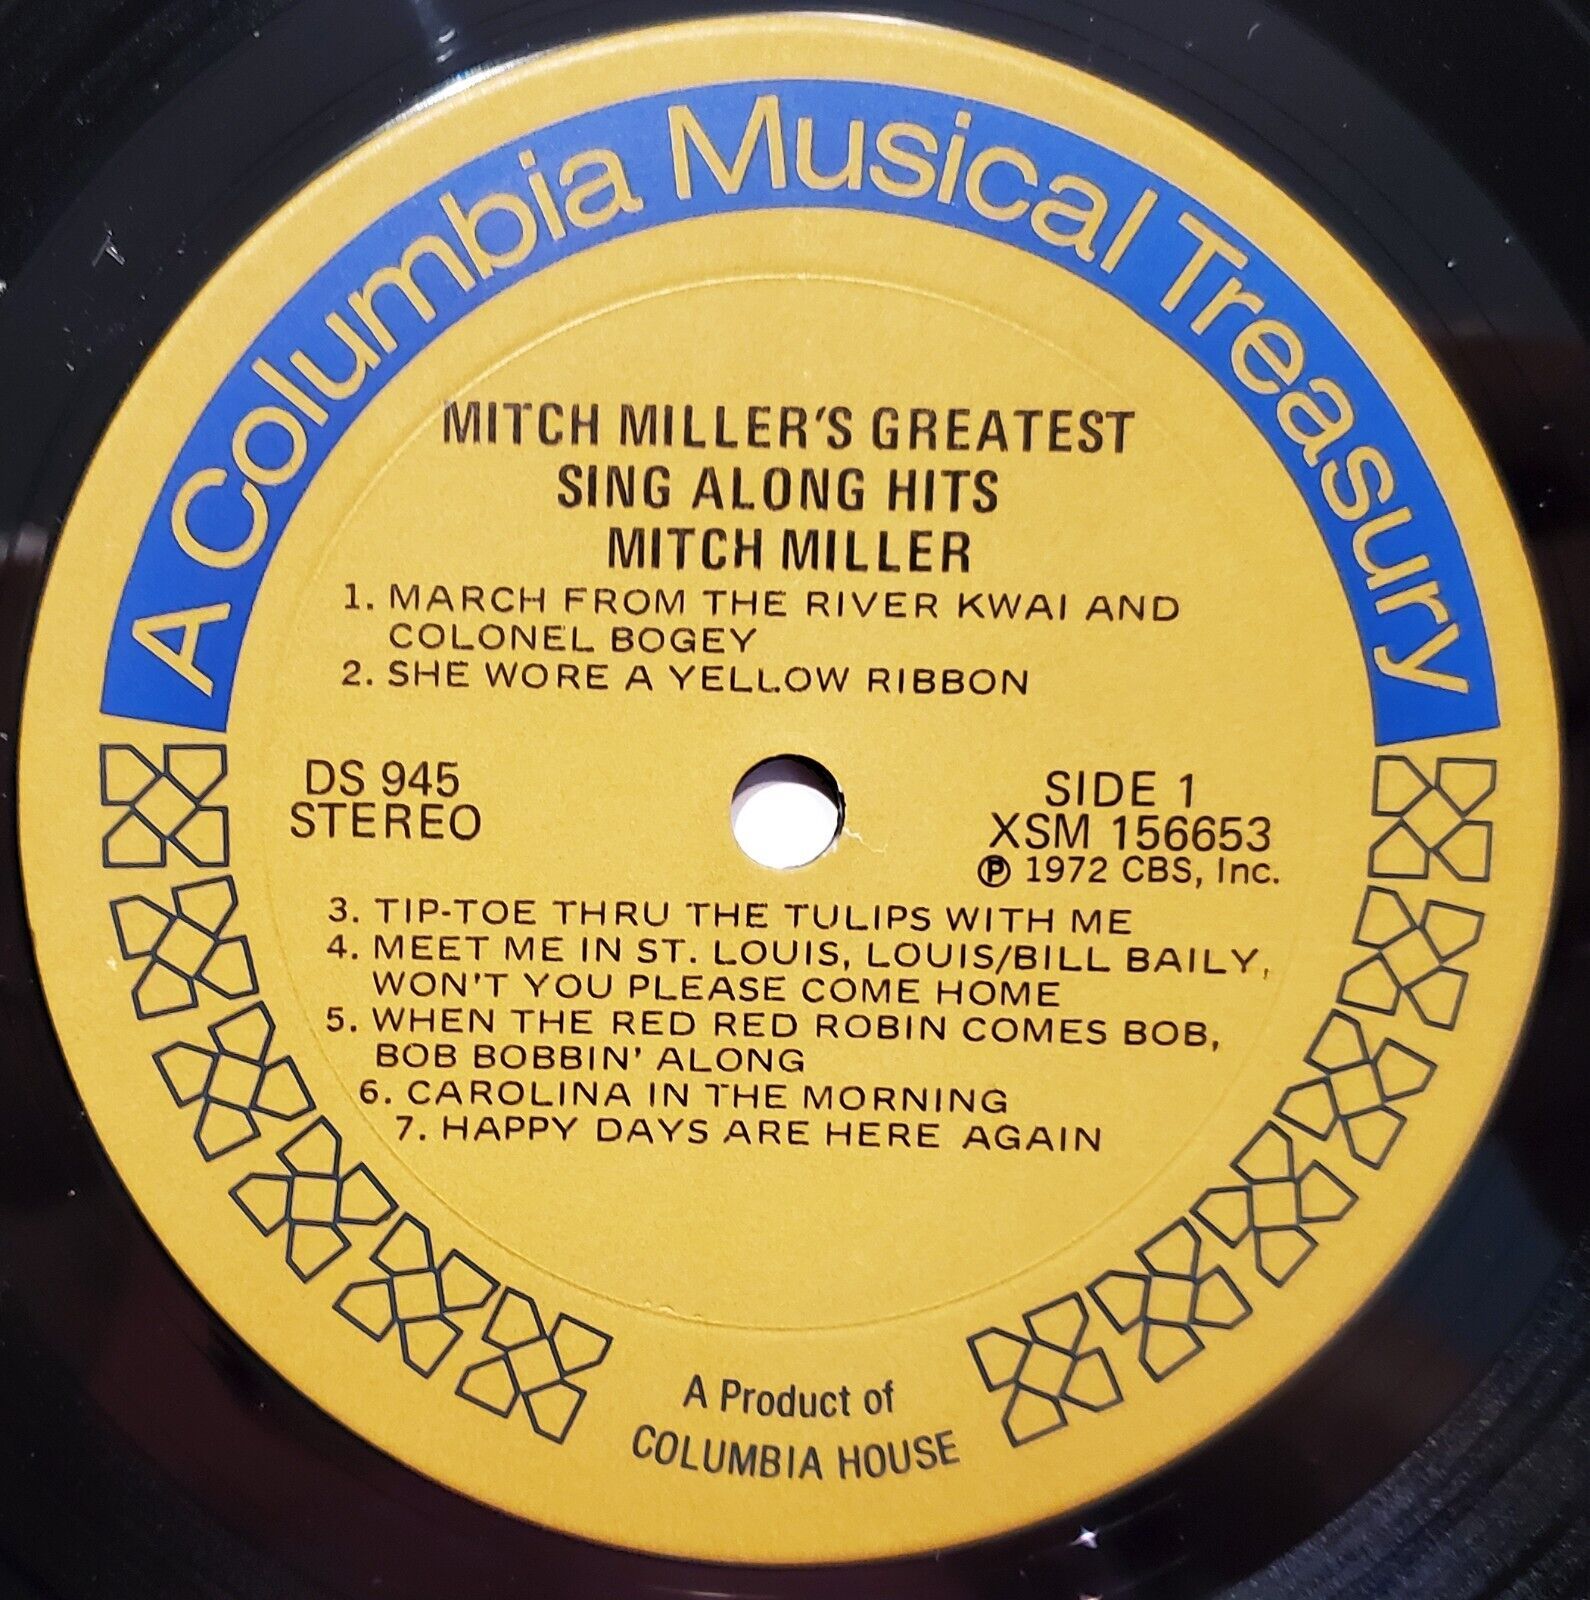 A Columbia Musical Treasury
MITCH MILLER'S GREATEST
SING ALONG HITS
MITCH MILLER
1. MARCH FROM THE RIVER KWAI AND
COLONEL BOGEY
2. SHE WORE A YELLOW RIBBON
DS 945
STEREO
SIDE 1
XSM 156653
℗ 1972 CBS, Inc.
3. TIP-TOE THRU THE TULIPS WITH ME
4. MEET ME IN ST. LOUIS, LOUIS/BILL BAILY,
WON'T YOU PLEASE COME HOME
5. WHEN THE RED RED ROBIN COMES BOB,
BOB BOBBIN' ALONG
6. CAROLINA IN THE MORNING
7. HAPPY DAYS ARE HERE AGAIN
A Product of
COLUMBIA HOUSE